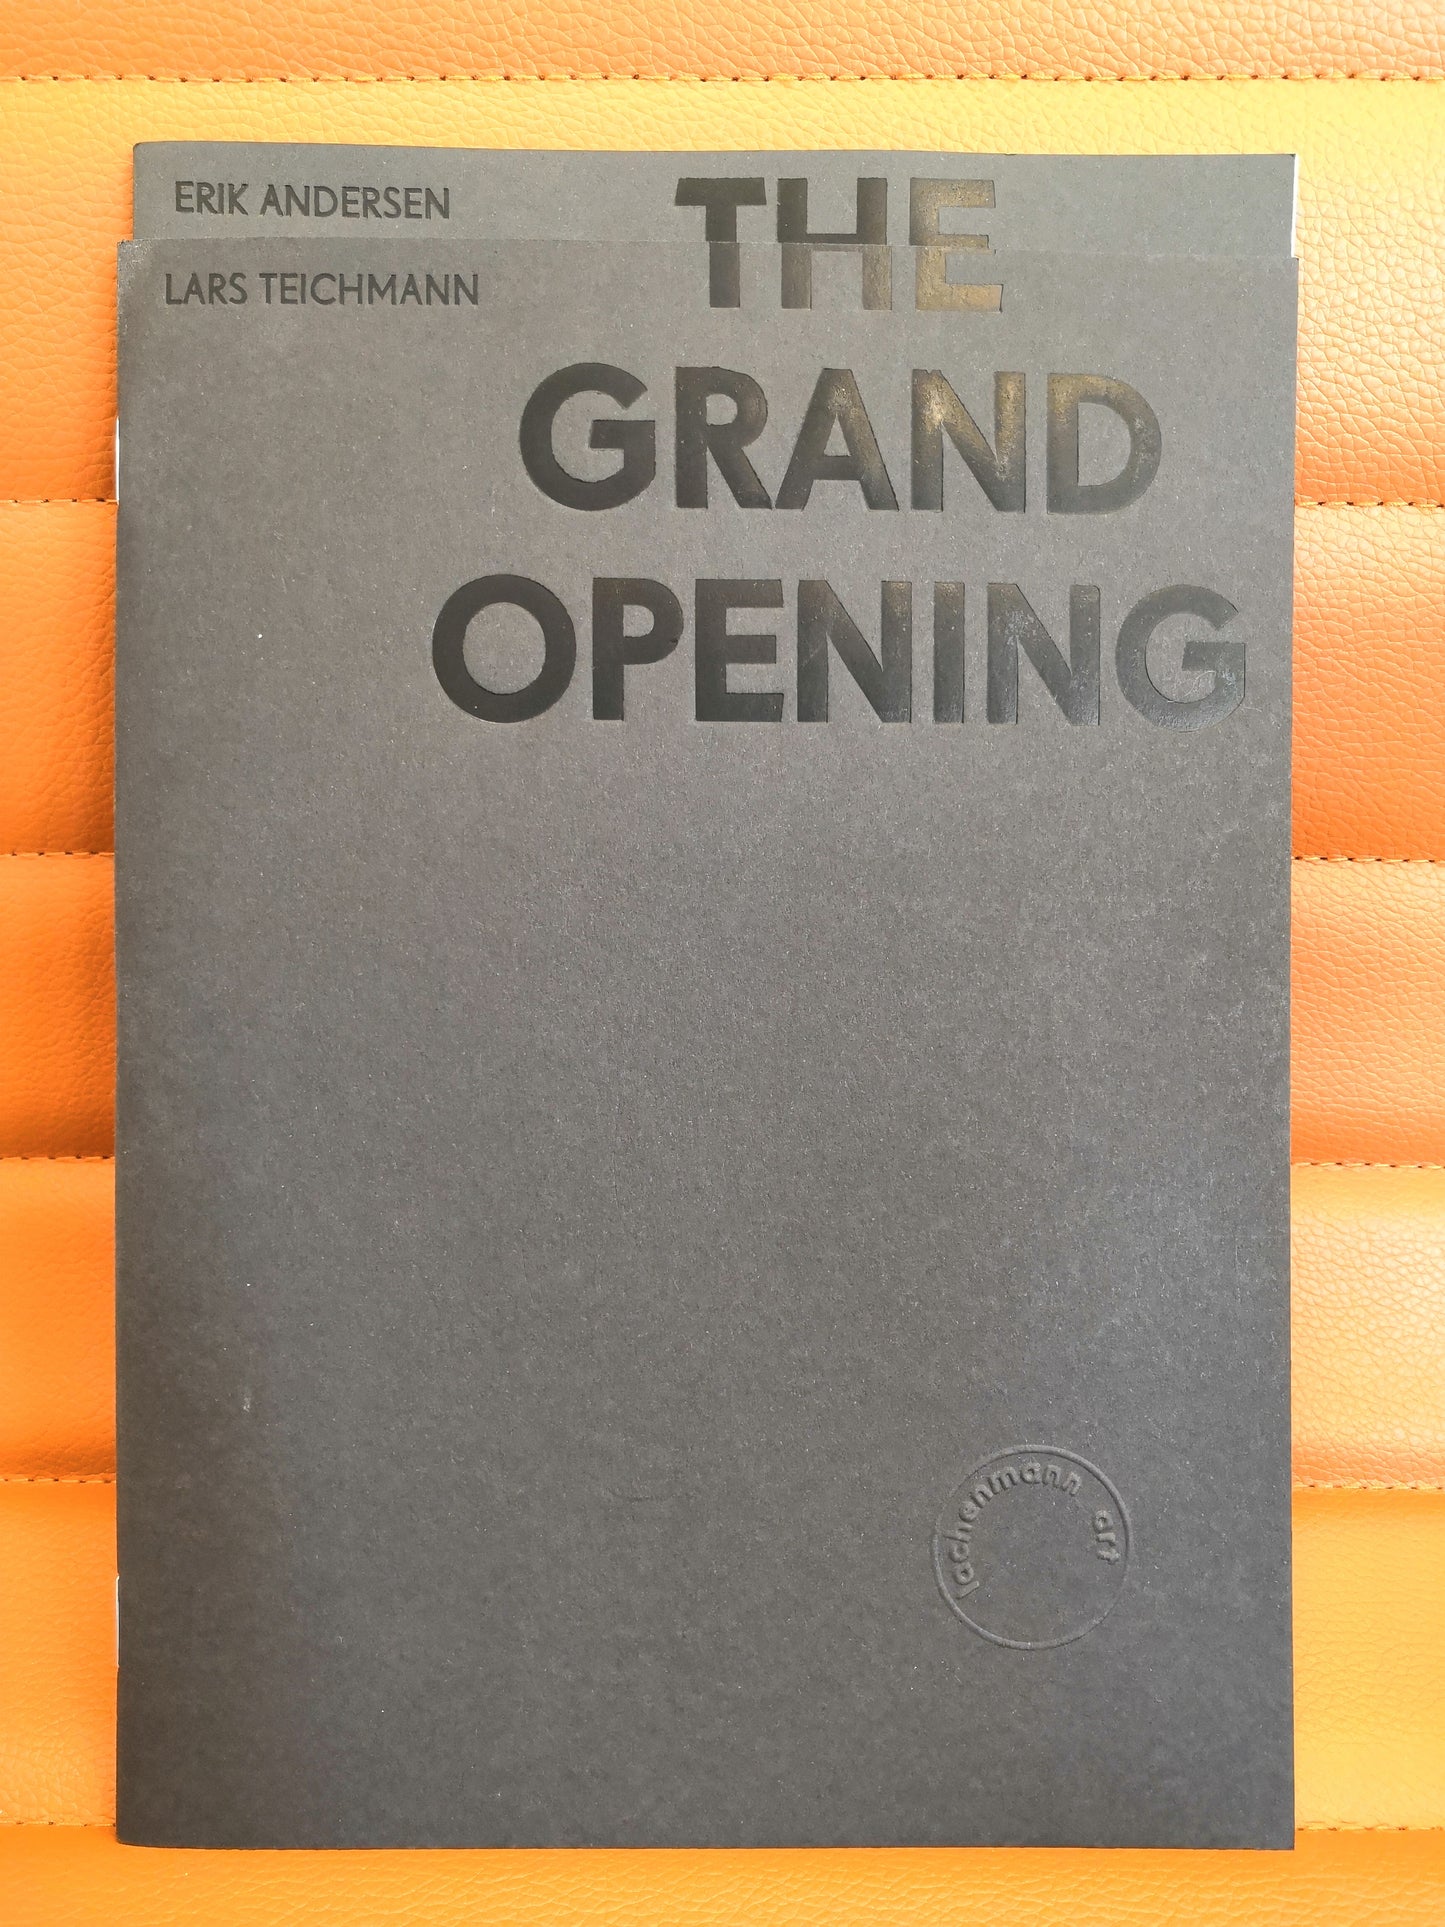 ERIK ANDERSEN
LARS TEICHMANN
THE
GRAND
OPENING
lachenmann art